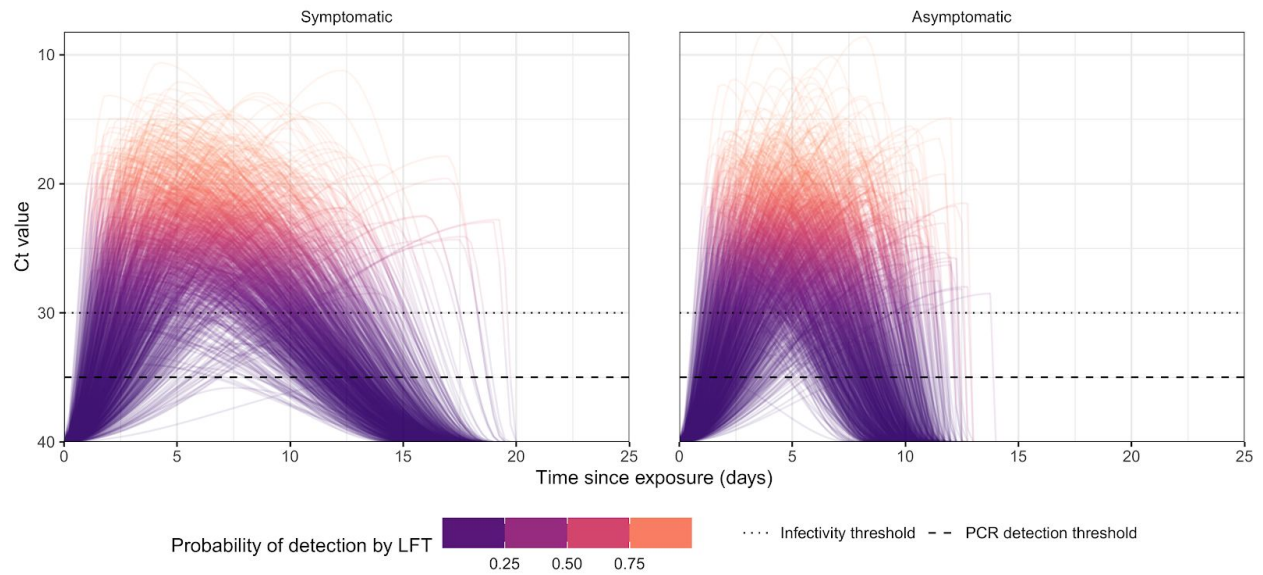 Symptomatic
Asymptomatic
Ct value
10
20
30
40
0 5 10 15 20 25
0 5 10 15 20 25
Time since exposure (days)
Probability of detection by LFT
0.25 0.50 0.75
Infectivity threshold
PCR detection threshold